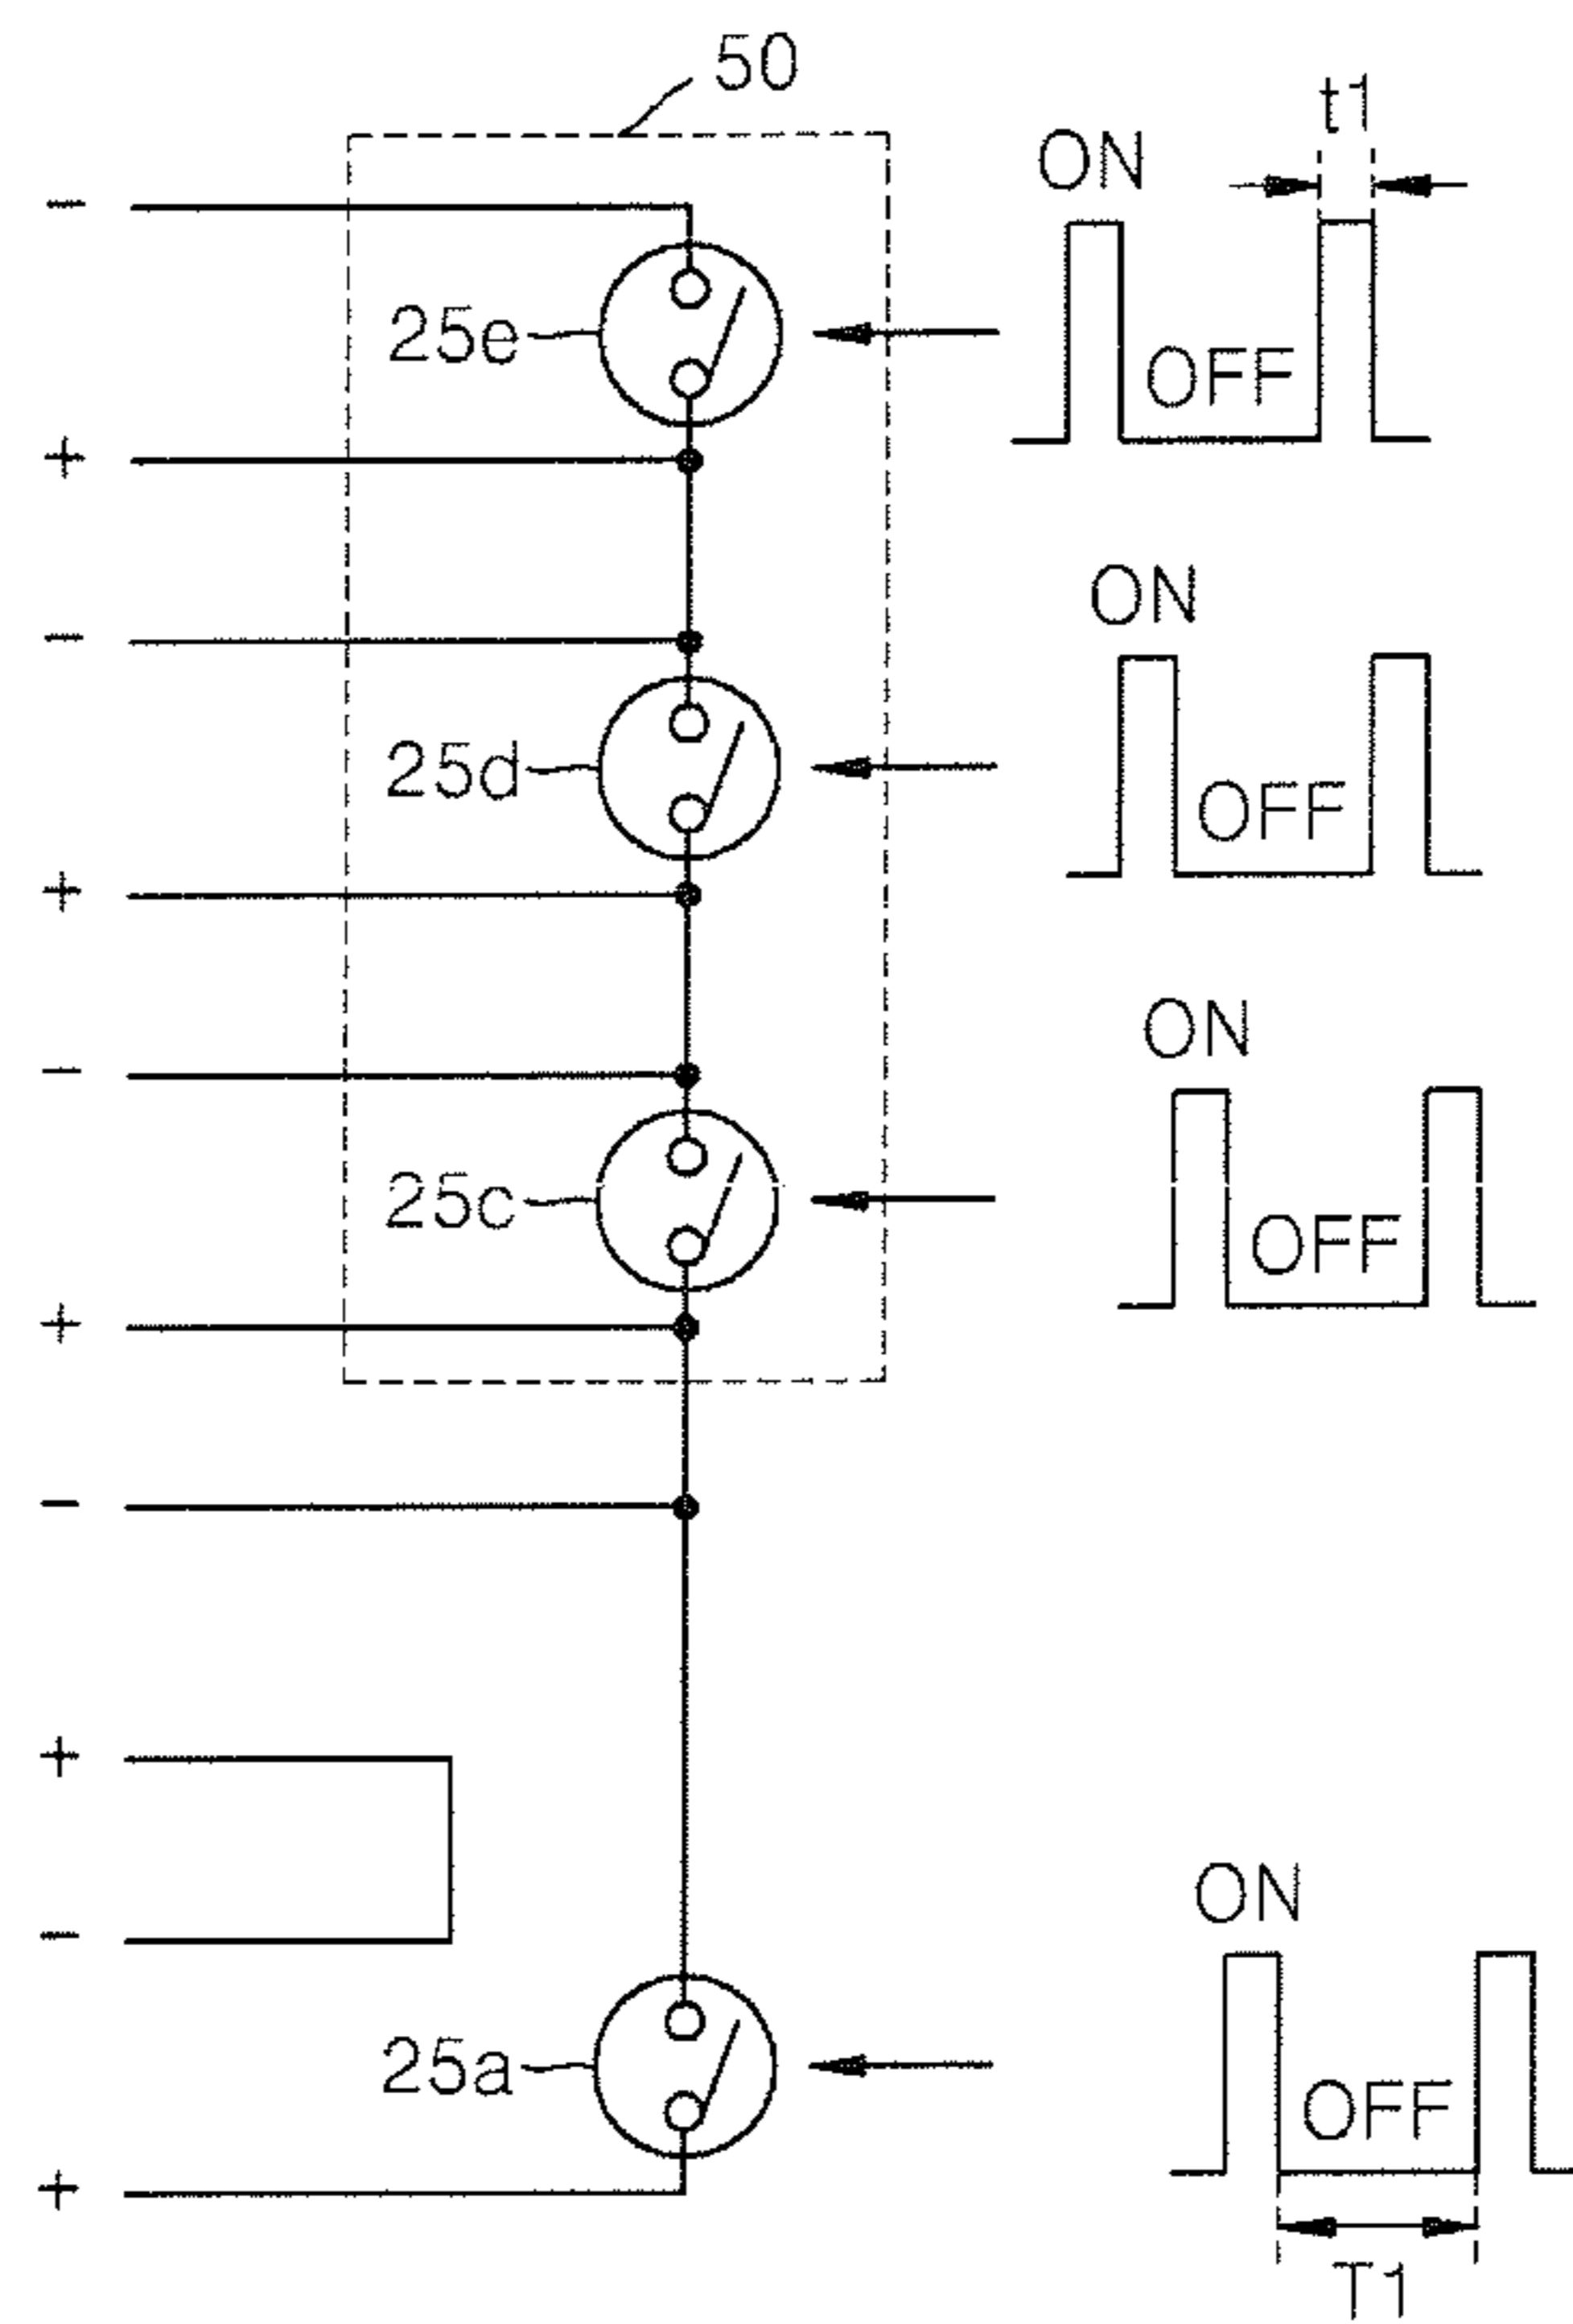 50
t1
ON
−
25e
OFF
+
ON
−
25d
OFF
+
ON
−
25c
OFF
+
−
+
ON
−
25a
OFF
+
T1